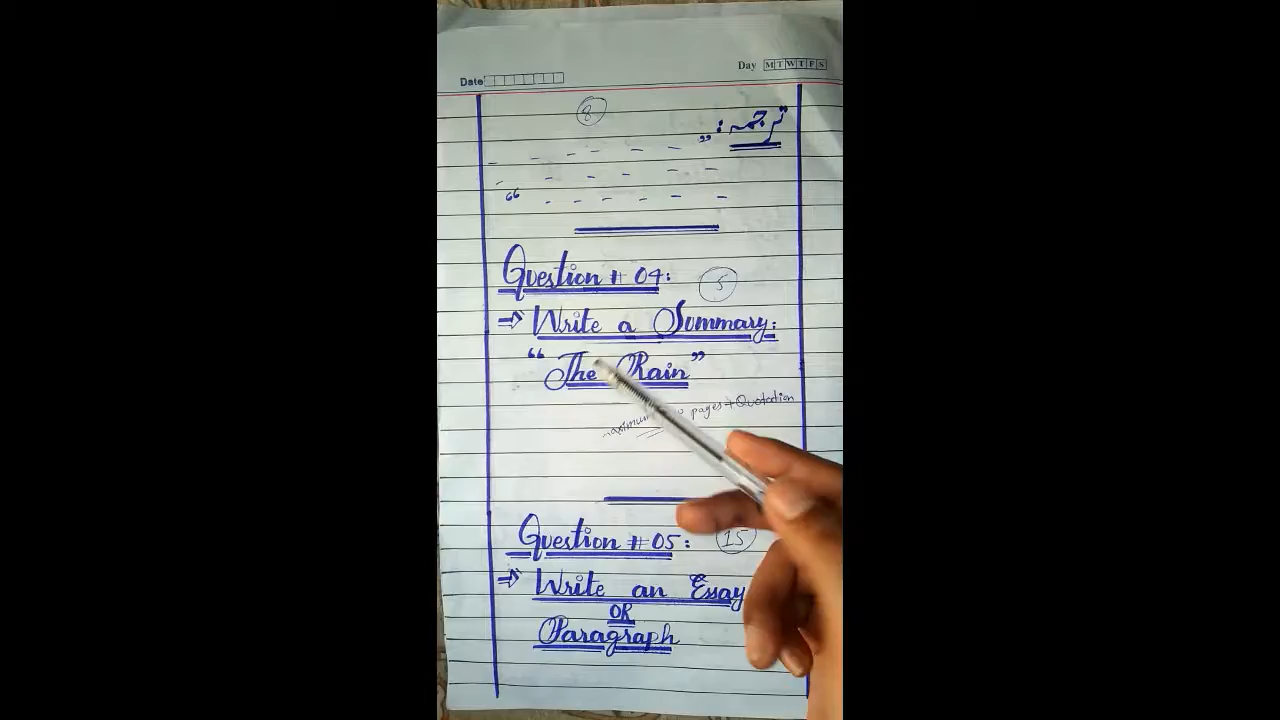 Date
Day M T W T F S
8
ترجمہ:
Question # 04:
5
⇒ Write a Summary:
“The Rain”
pages + Quotation
Question # 05:
15
⇒ Write an Essay
OR
Paragraph